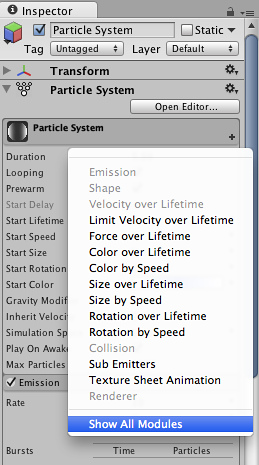 Inspector
Particle System
Static
Tag Untagged Layer Default
Transform
Particle System
Open Editor...
Particle System
Duration
Looping
Prewarm
Start Delay
Start Lifetime
Start Speed
Start Size
Start Rotation
Start Color
Gravity Modif
Inherit Velocity
Simulation Sp
Play On Awake
Max Particles
Emission
Rate
Bursts Time Particles
Emission
Shape
Velocity over Lifetime
Limit Velocity over Lifetime
Force over Lifetime
Color over Lifetime
Color by Speed
Size over Lifetime
Size by Speed
Rotation over Lifetime
Rotation by Speed
Collision
Sub Emitters
Texture Sheet Animation
Renderer
Show All Modules